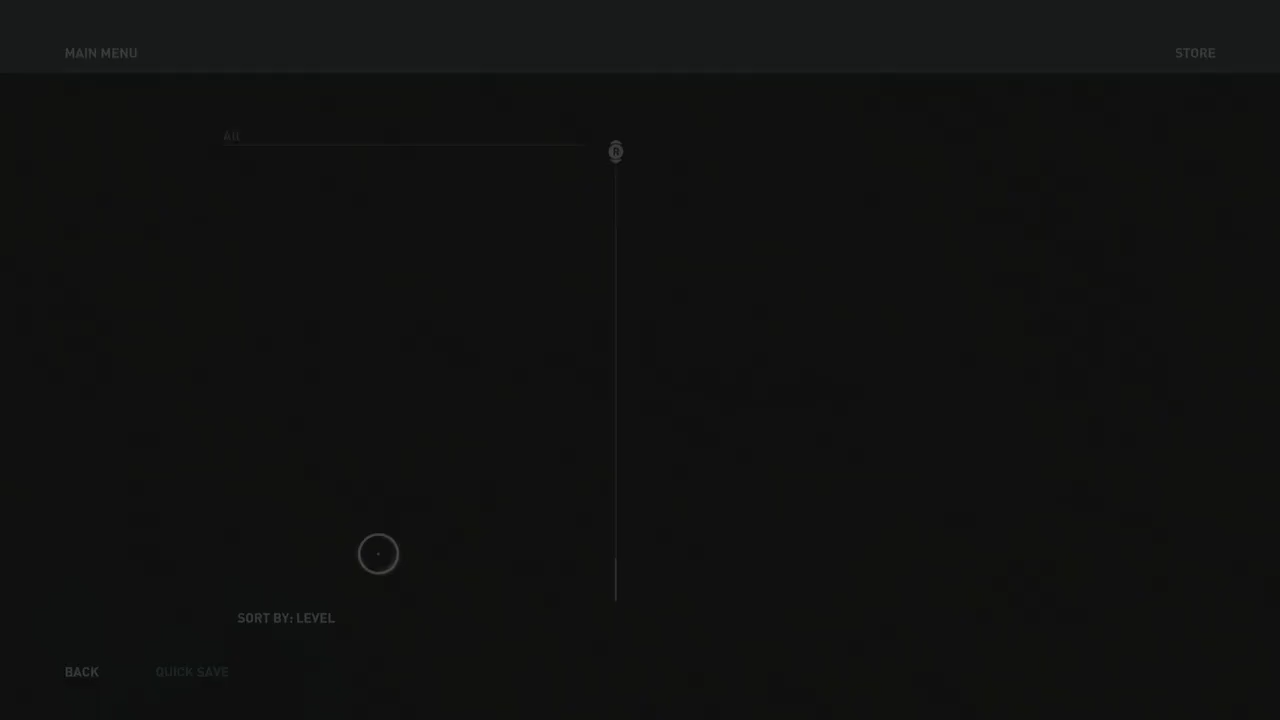 MAIN MENU
STORE
All
R
SORT BY: LEVEL
BACK
QUICK SAVE